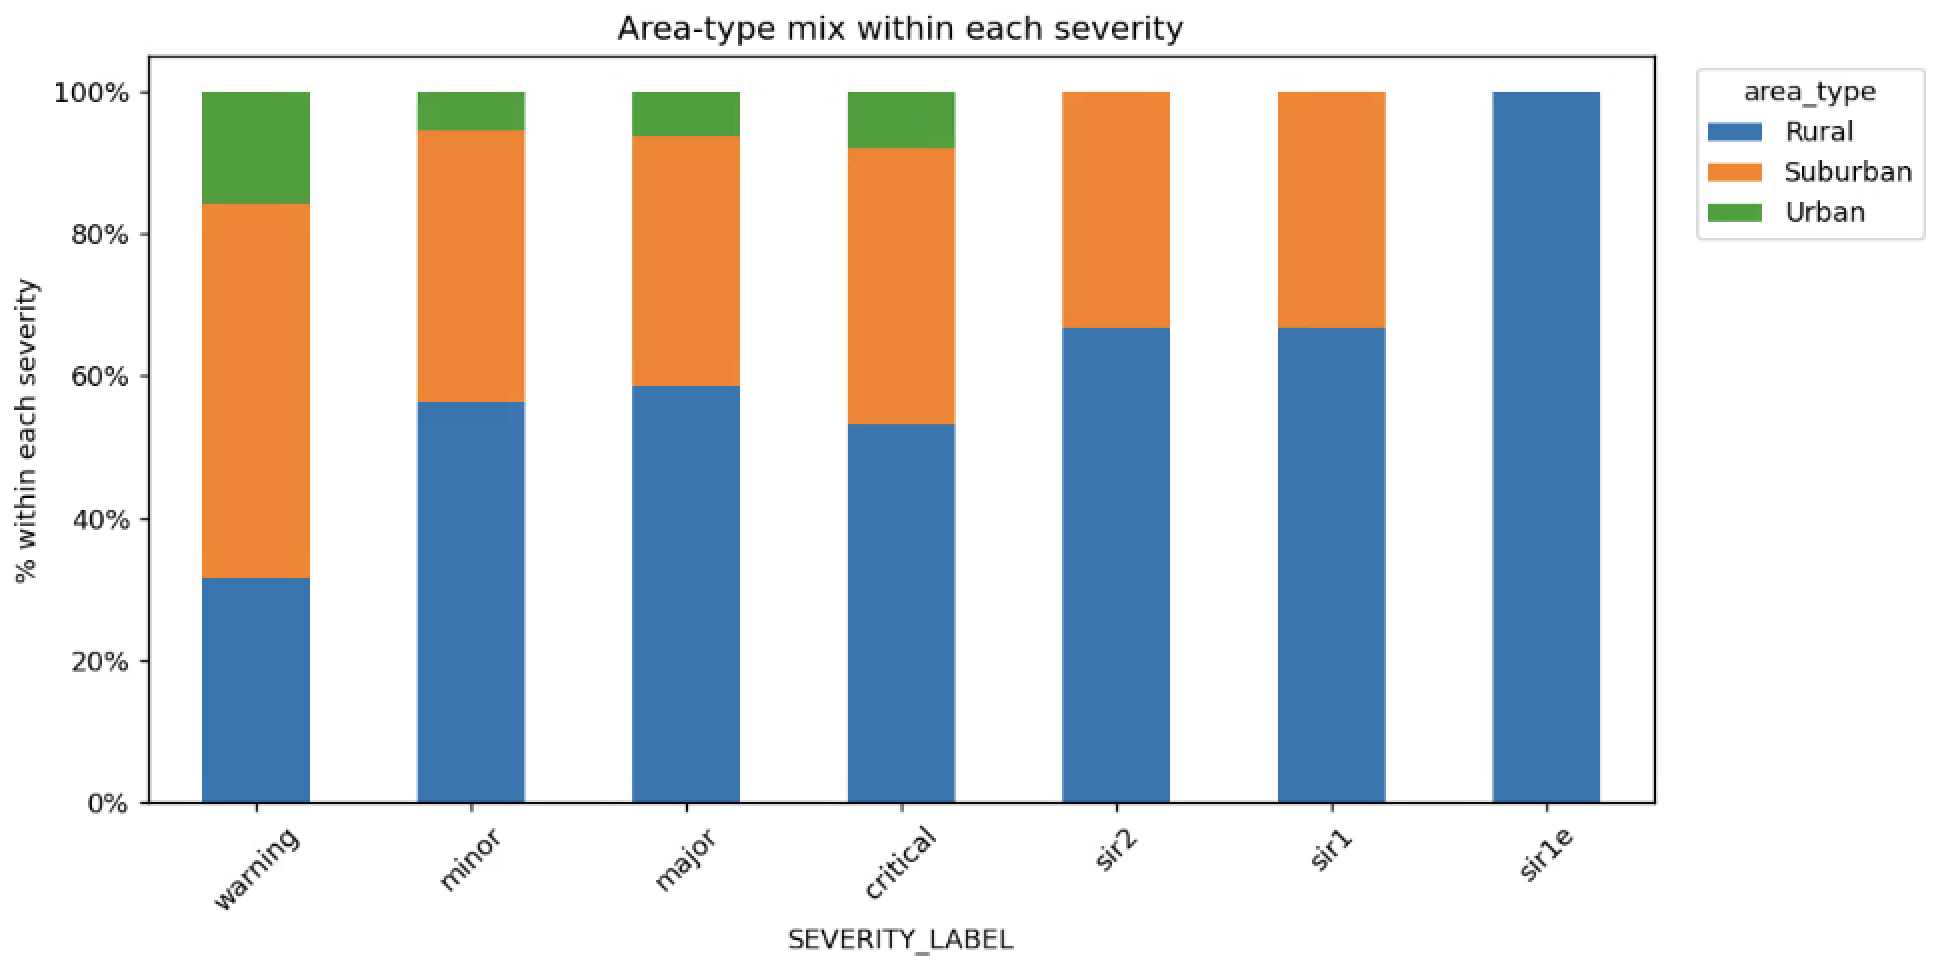 Area-type mix within each severity
% within each severity
100%
80%
60%
40%
20%
0%
warning
minor
major
critical
sir2
sir1
sir1e
SEVERITY_LABEL
area_type
Rural
Suburban
Urban